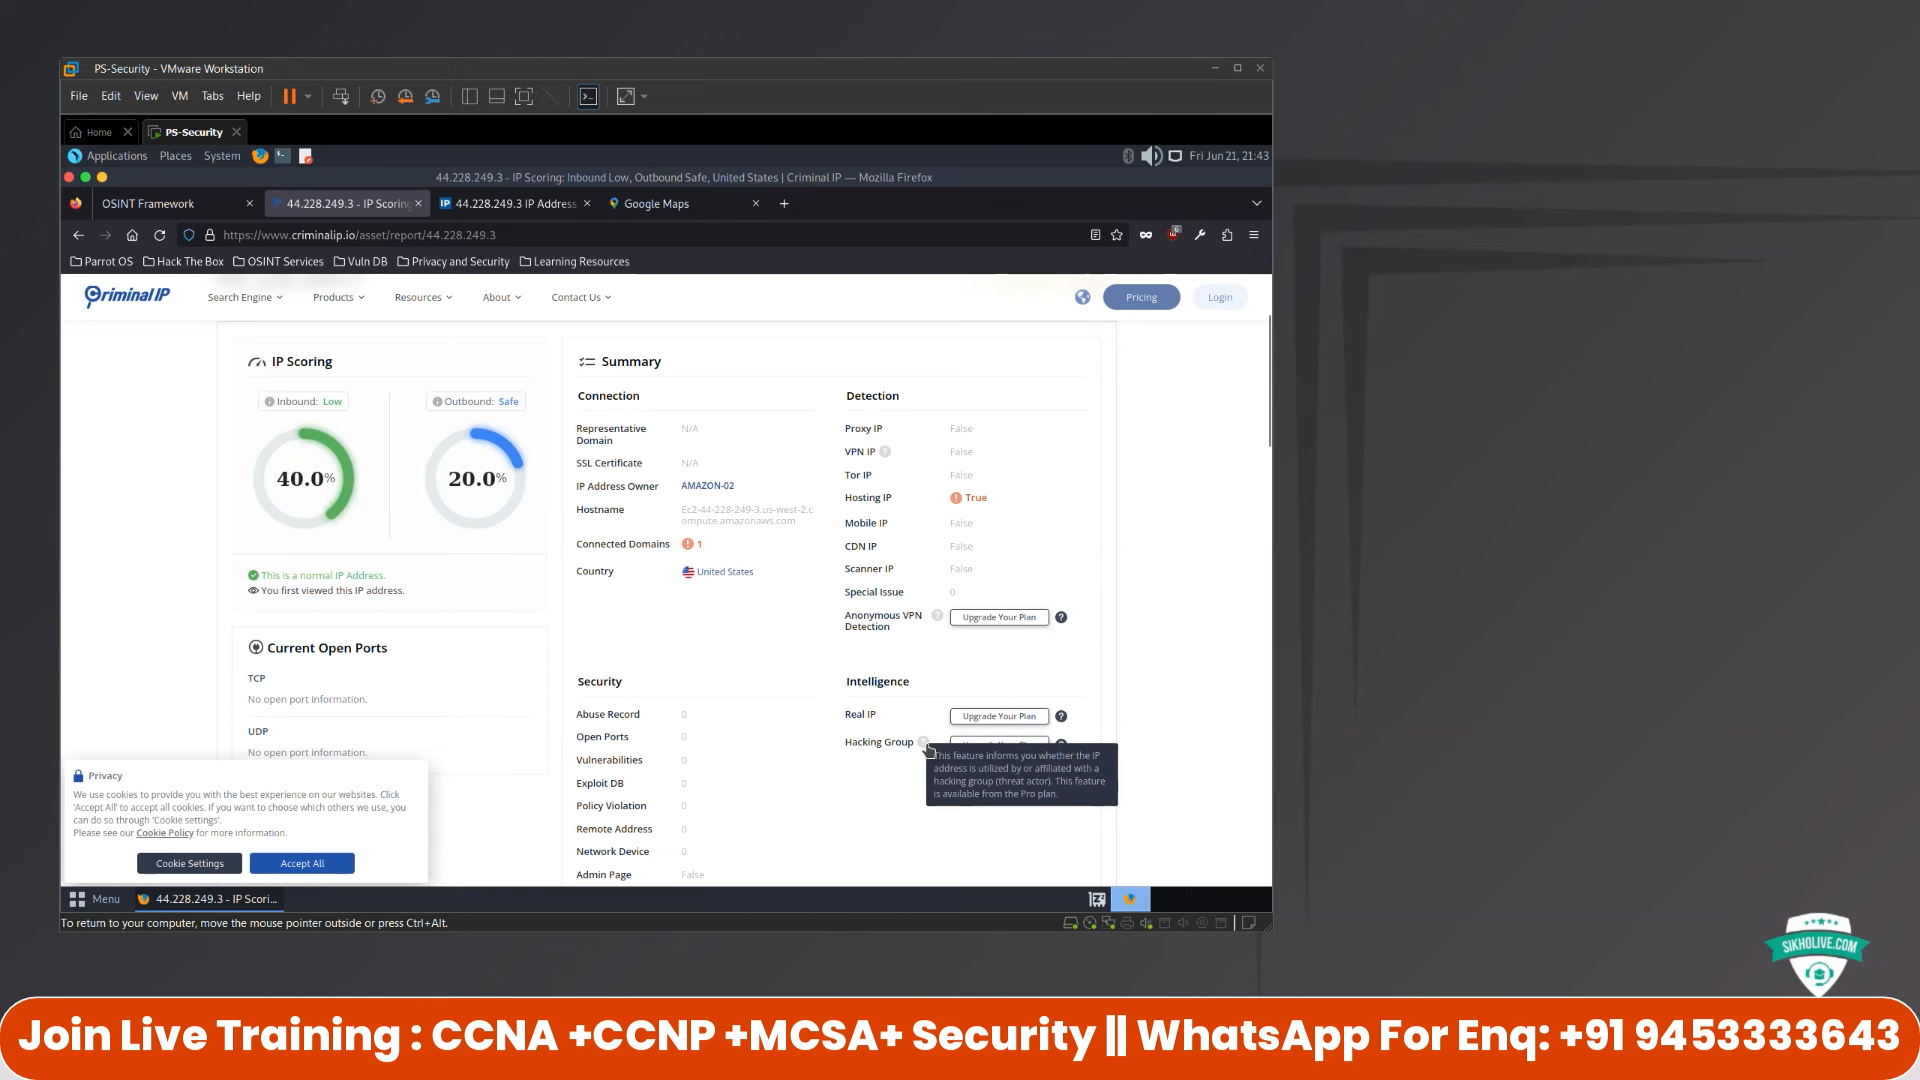 PS-Security - VMware Workstation
File Edit View VM Tabs Help
Home PS-Security
Applications Places System Fri Jun 21, 21:43
44.228.249.3 - IP Scoring: Inbound Low, Outbound Safe, United States | Criminal IP — Mozilla Firefox
OSINT Framework 44.228.249.3 - IP Scoring IP 44.228.249.3 IP Address Google Maps
https://www.criminalip.io/asset/report/44.228.249.3 6
Parrot OS Hack The Box OSINT Services Vuln DB Privacy and Security Learning Resources
Criminal IP Search Engine Products Resources About Contact Us Pricing Login
IP Scoring
Inbound: Low Outbound: Safe
40.0% 20.0%
This is a normal IP Address.
You first viewed this IP address.
Current Open Ports
TCP
No open port information.
UDP
No open port information.
Summary
Connection
Representative Domain N/A
SSL Certificate N/A
IP Address Owner AMAZON-02
Hostname Ec2-44-228-249-3.us-west-2.c
ompute.amazonaws.com
Connected Domains 1
Country United States
Detection
Proxy IP False
VPN IP ? False
Tor IP False
Hosting IP True
Mobile IP False
CDN IP False
Scanner IP False
Special Issue 0
Anonymous VPN Detection ? Upgrade Your Plan ?
Security
Abuse Record 0
Open Ports 0
Vulnerabilities 0
Exploit DB 0
Policy Violation 0
Remote Address 0
Network Device 0
Admin Page False
Intelligence
Real IP Upgrade Your Plan ?
Hacking Group
This feature informs you whether the IP
address is utilized by or affiliated with a
hacking group (threat actor). This feature
is available from the Pro plan.
Privacy
We use cookies to provide you with the best experience on our websites. Click
'Accept All' to accept all cookies. If you want to choose which others we use, you
can do so through 'Cookie settings'.
Please see our Cookie Policy for more information.
Cookie Settings Accept All
Menu 44.228.249.3 - IP Scori...
To return to your computer, move the mouse pointer outside or press Ctrl+Alt.
SIKHOLIVE.COM
Join Live Training : CCNA +CCNP +MCSA+ Security || WhatsApp For Enq: +91 9453333643